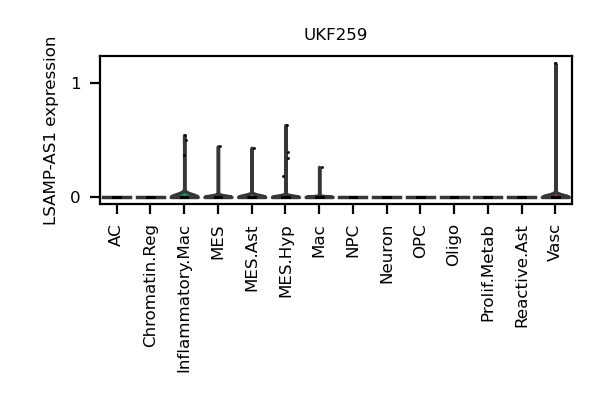 UKF259
LSAMP-AS1 expression
1
0
AC
Chromatin.Reg
Inflammatory.Mac
MES
MES.Ast
MES.Hyp
Mac
NPC
Neuron
OPC
Oligo
Prolif.Metab
Reactive.Ast
Vasc